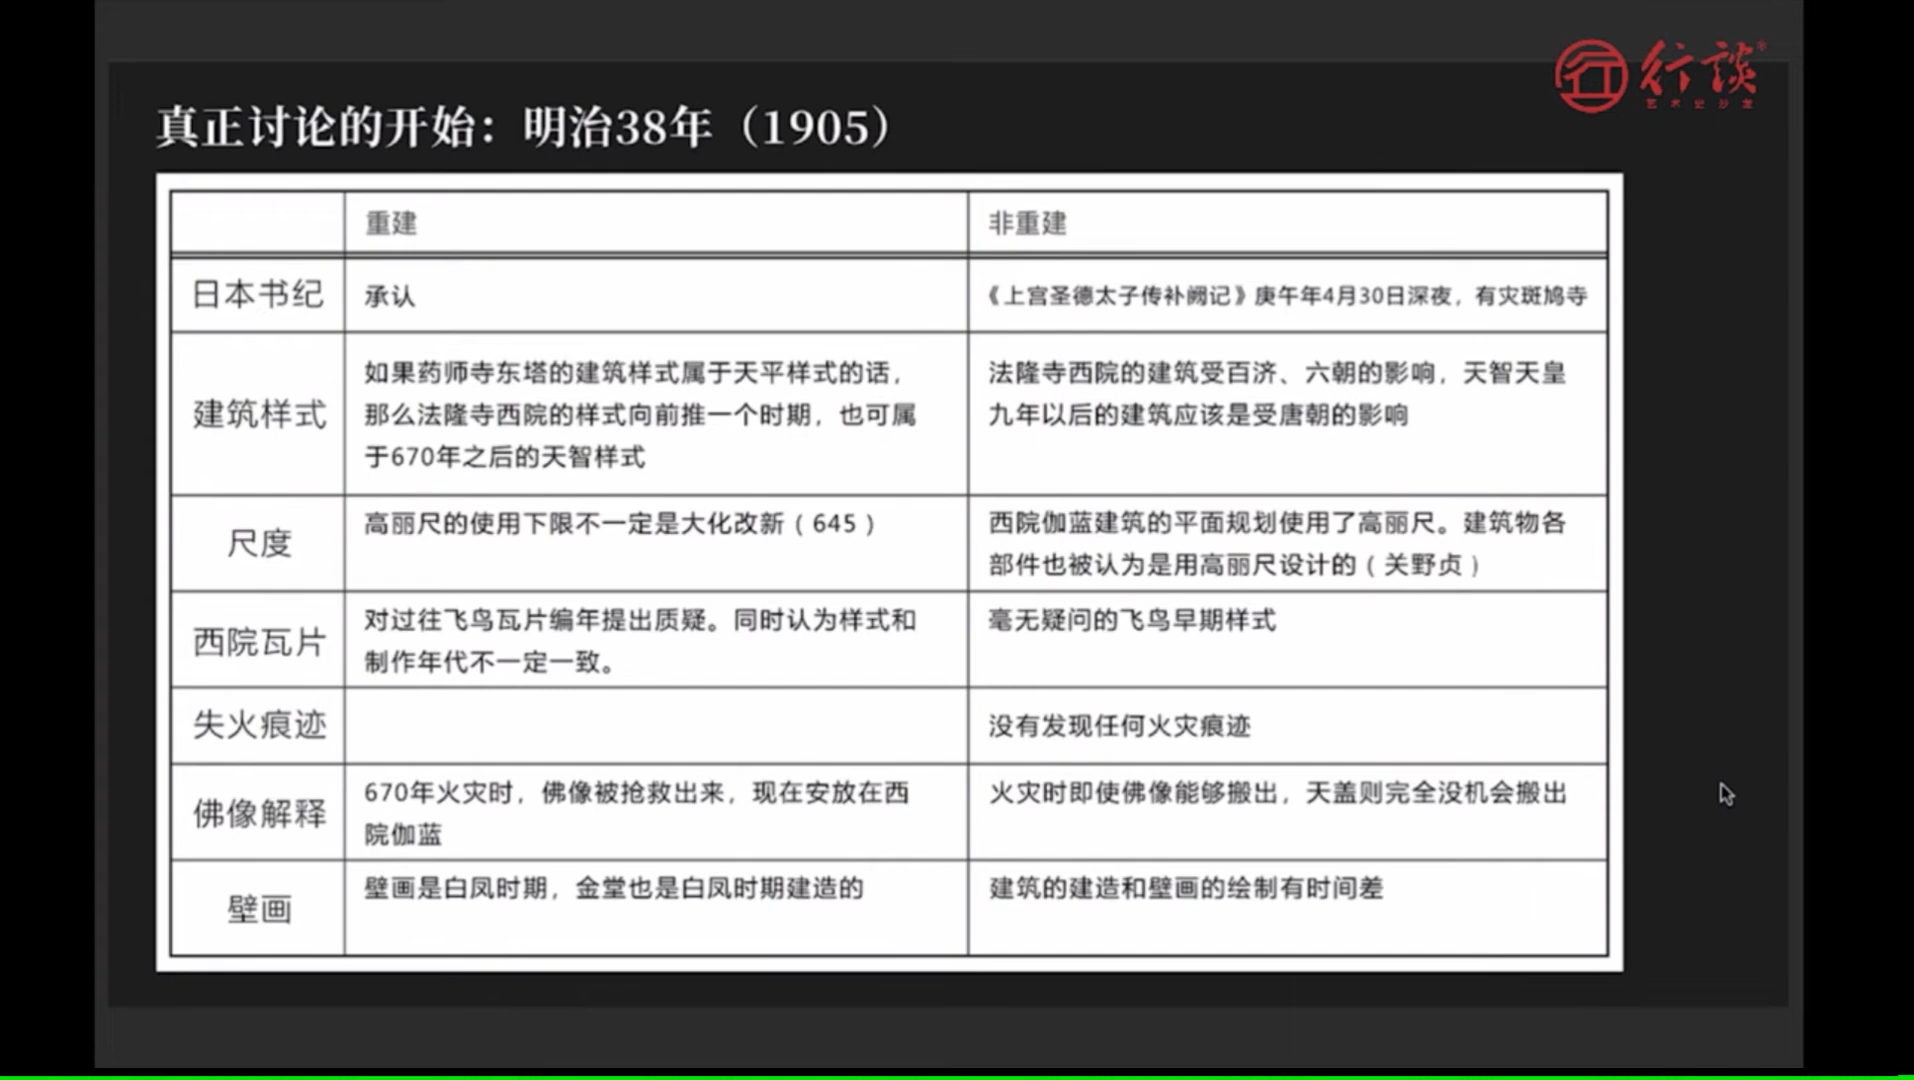 行談
艺术史沙龙
真正讨论的开始：明治38年（1905）
重建
非重建
日本书纪
承认
《上宫圣德太子传补阙记》庚午年4月30日深夜，有灾斑鸠寺
建筑样式
如果药师寺东塔的建筑样式属于天平样式的话，
那么法隆寺西院的样式向前推一个时期，也可属
于670年之后的天智样式
法隆寺西院的建筑受百济、六朝的影响，天智天皇
九年以后的建筑应该是受唐朝的影响
尺度
高丽尺的使用下限不一定是大化改新（645）
西院伽蓝建筑的平面规划使用了高丽尺。建筑物各
部件也被认为是用高丽尺设计的（关野贞）
西院瓦片
对过往飞鸟瓦片编年提出质疑。同时认为样式和
制作年代不一定一致。
毫无疑问的飞鸟早期样式
失火痕迹
没有发现任何火灾痕迹
佛像解释
670年火灾时，佛像被抢救出来，现在安放在西
院伽蓝
火灾时即使佛像能够搬出，天盖则完全没机会搬出
壁画
壁画是白凤时期，金堂也是白凤时期建造的
建筑的建造和壁画的绘制有时间差